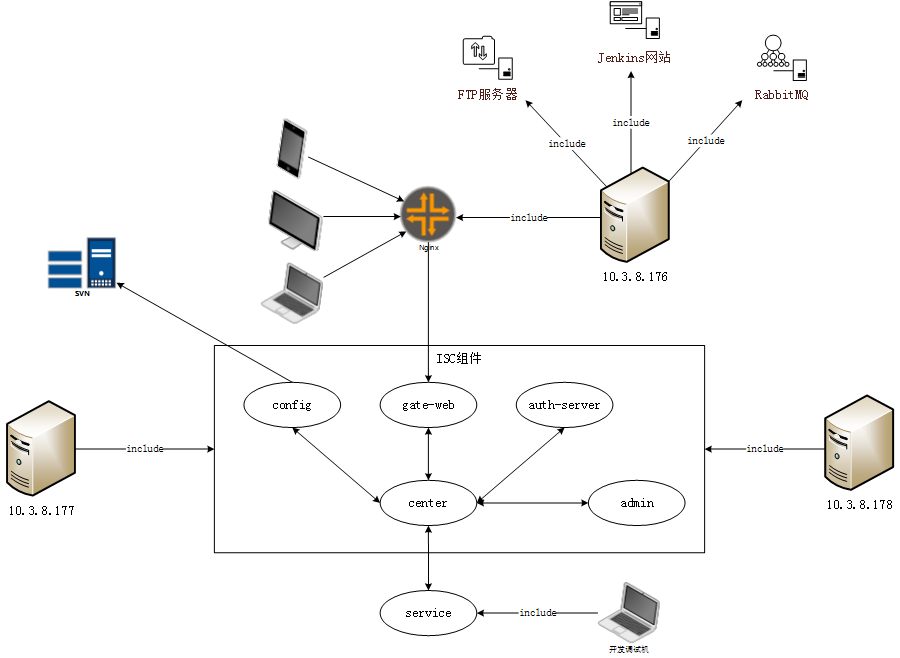 Jenkins网站
FTP服务器
RabbitMQ
include
include
include
include
Nginx
10.3.8.176
SVN
ISC组件
config
gate-web
auth-server
include
include
10.3.8.177
center
admin
10.3.8.178
service
include
开发调试机